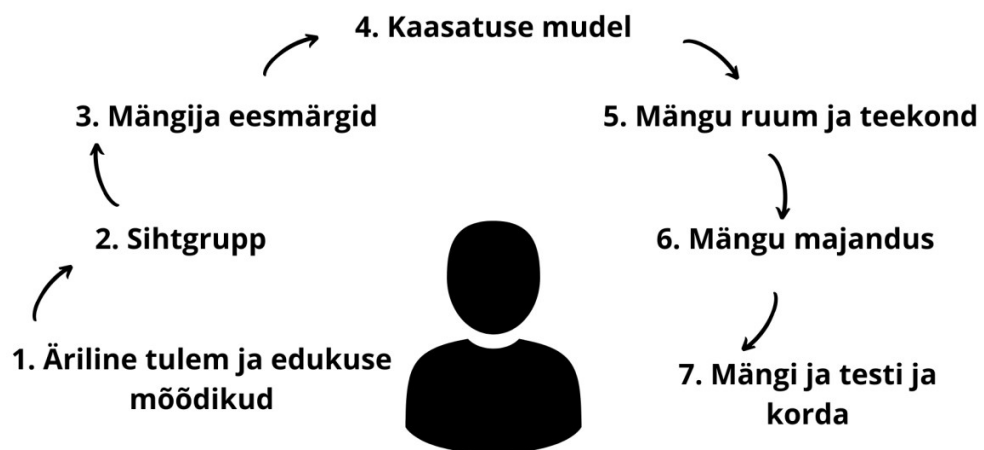 1. Äriline tulem ja edukuse
mõõdikud
2. Sihtgrupp
3. Mängija eesmärgid
4. Kaasatuse mudel
5. Mängu ruum ja teekond
6. Mängu majandus
7. Mängi ja testi ja
korda